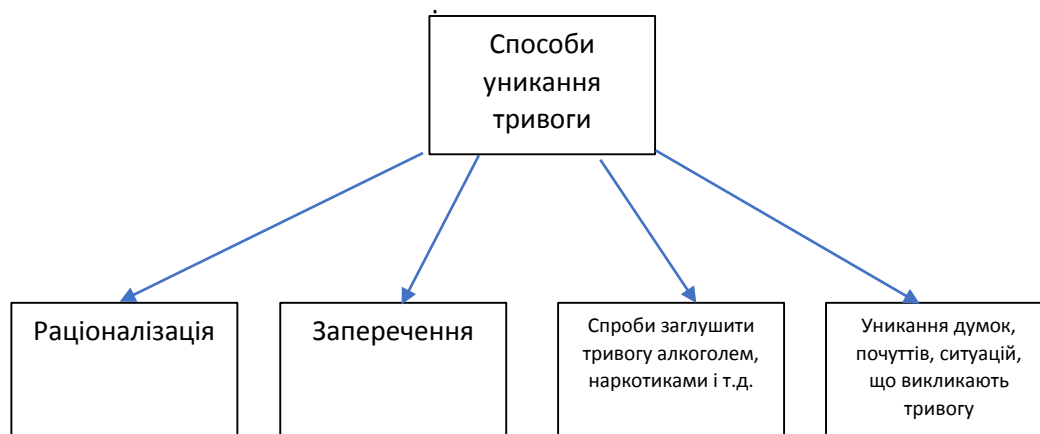 Способи
уникання
тривоги
Раціоналізація
Заперечення
Спроби заглушити
тривогу алкоголем,
наркотиками і т.д.
Уникання думок,
почуттів, ситуацій,
що викликають
тривогу